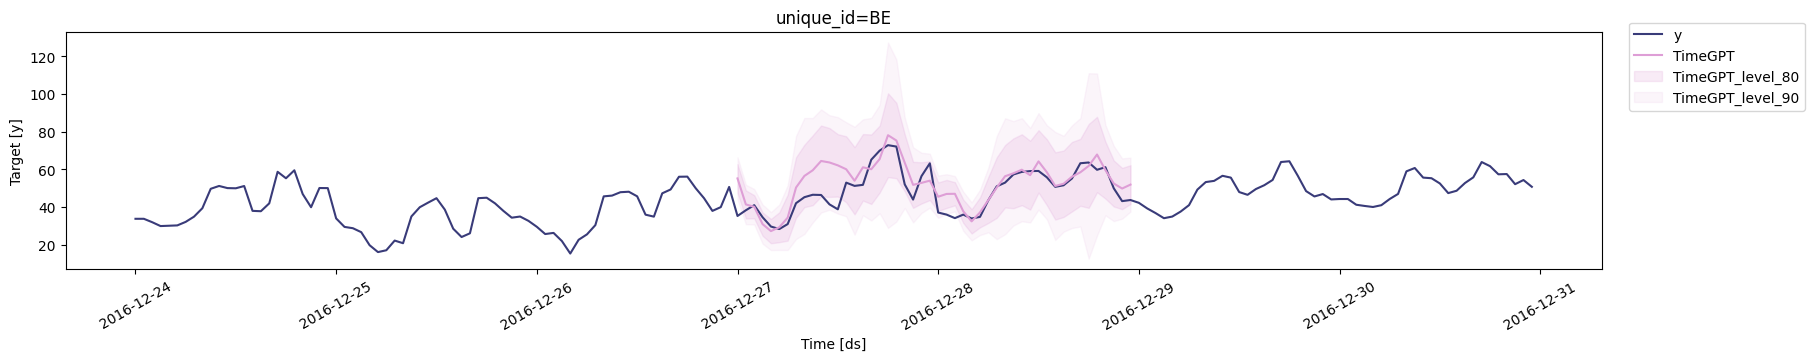 unique_id=BE
Target [y]
120
100
80
60
40
20
2016-12-24
2016-12-25
2016-12-26
2016-12-27
2016-12-28
2016-12-29
2016-12-30
2016-12-31
Time [ds]
y
TimeGPT
TimeGPT_level_80
TimeGPT_level_90